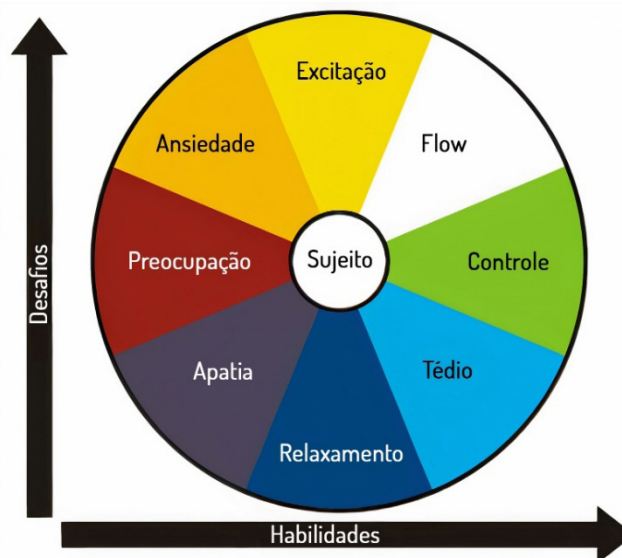 Excitação
Ansiedade
Flow
Preocupação
Sujeito
Controle
Apatia
Tédio
Relaxamento
Desafios
Habilidades